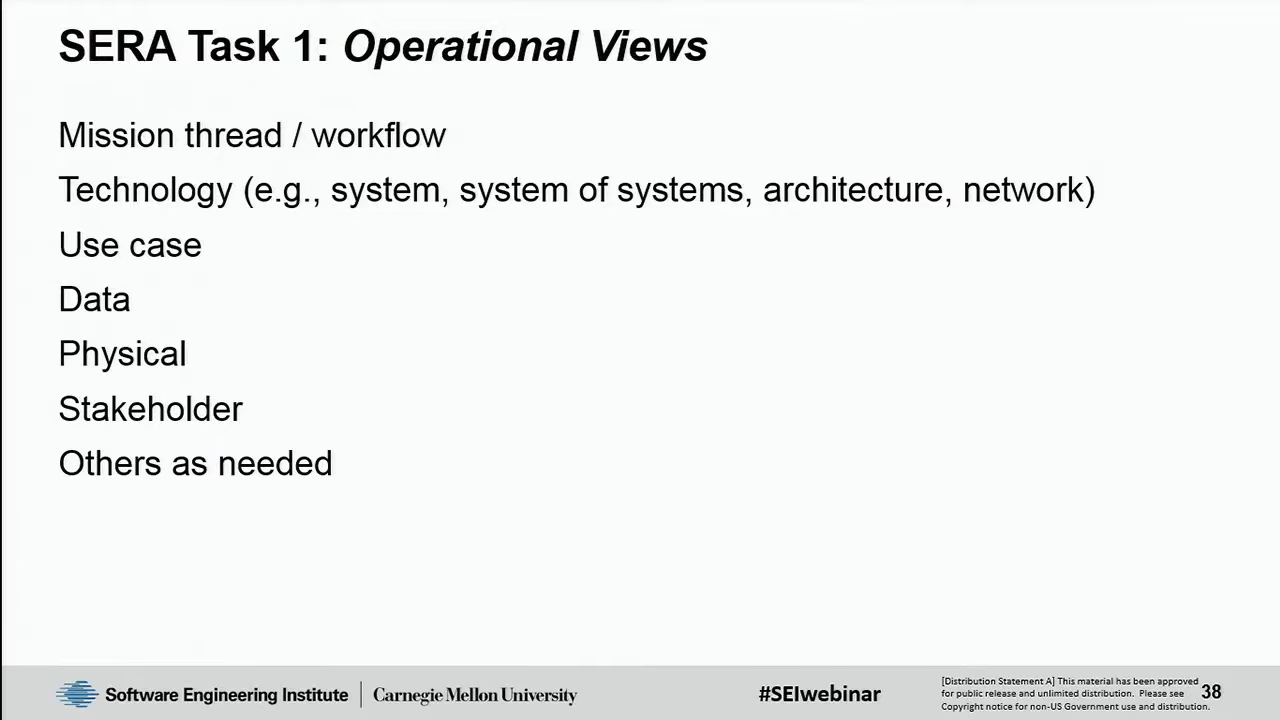 SERA Task 1: Operational Views
Mission thread / workflow
Technology (e.g., system, system of systems, architecture, network)
Use case
Data
Physical
Stakeholder
Others as needed
Software Engineering Institute
Carnegie Mellon University
#SEIwebinar
[Distribution Statement A] This material has been approved
for public release and unlimited distribution. Please see
Copyright notice for non-US Government use and distribution.
38